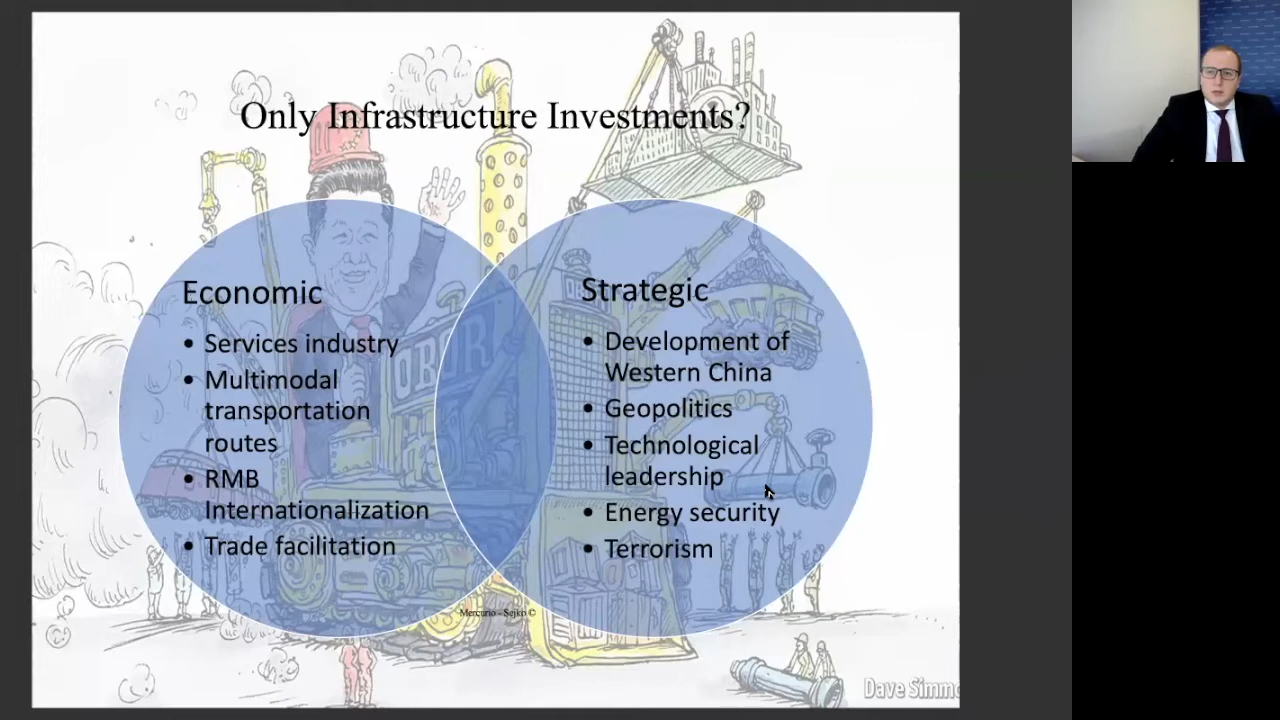 Only Infrastructure Investments?
Economic
• Services industry
• Multimodal
transportation
routes
• RMB
Internationalization
• Trade facilitation
OBOR
Strategic
• Development of
Western China
• Geopolitics
• Technological
leadership
• Energy security
• Terrorism
Mercurio - Sejko ©
Dave